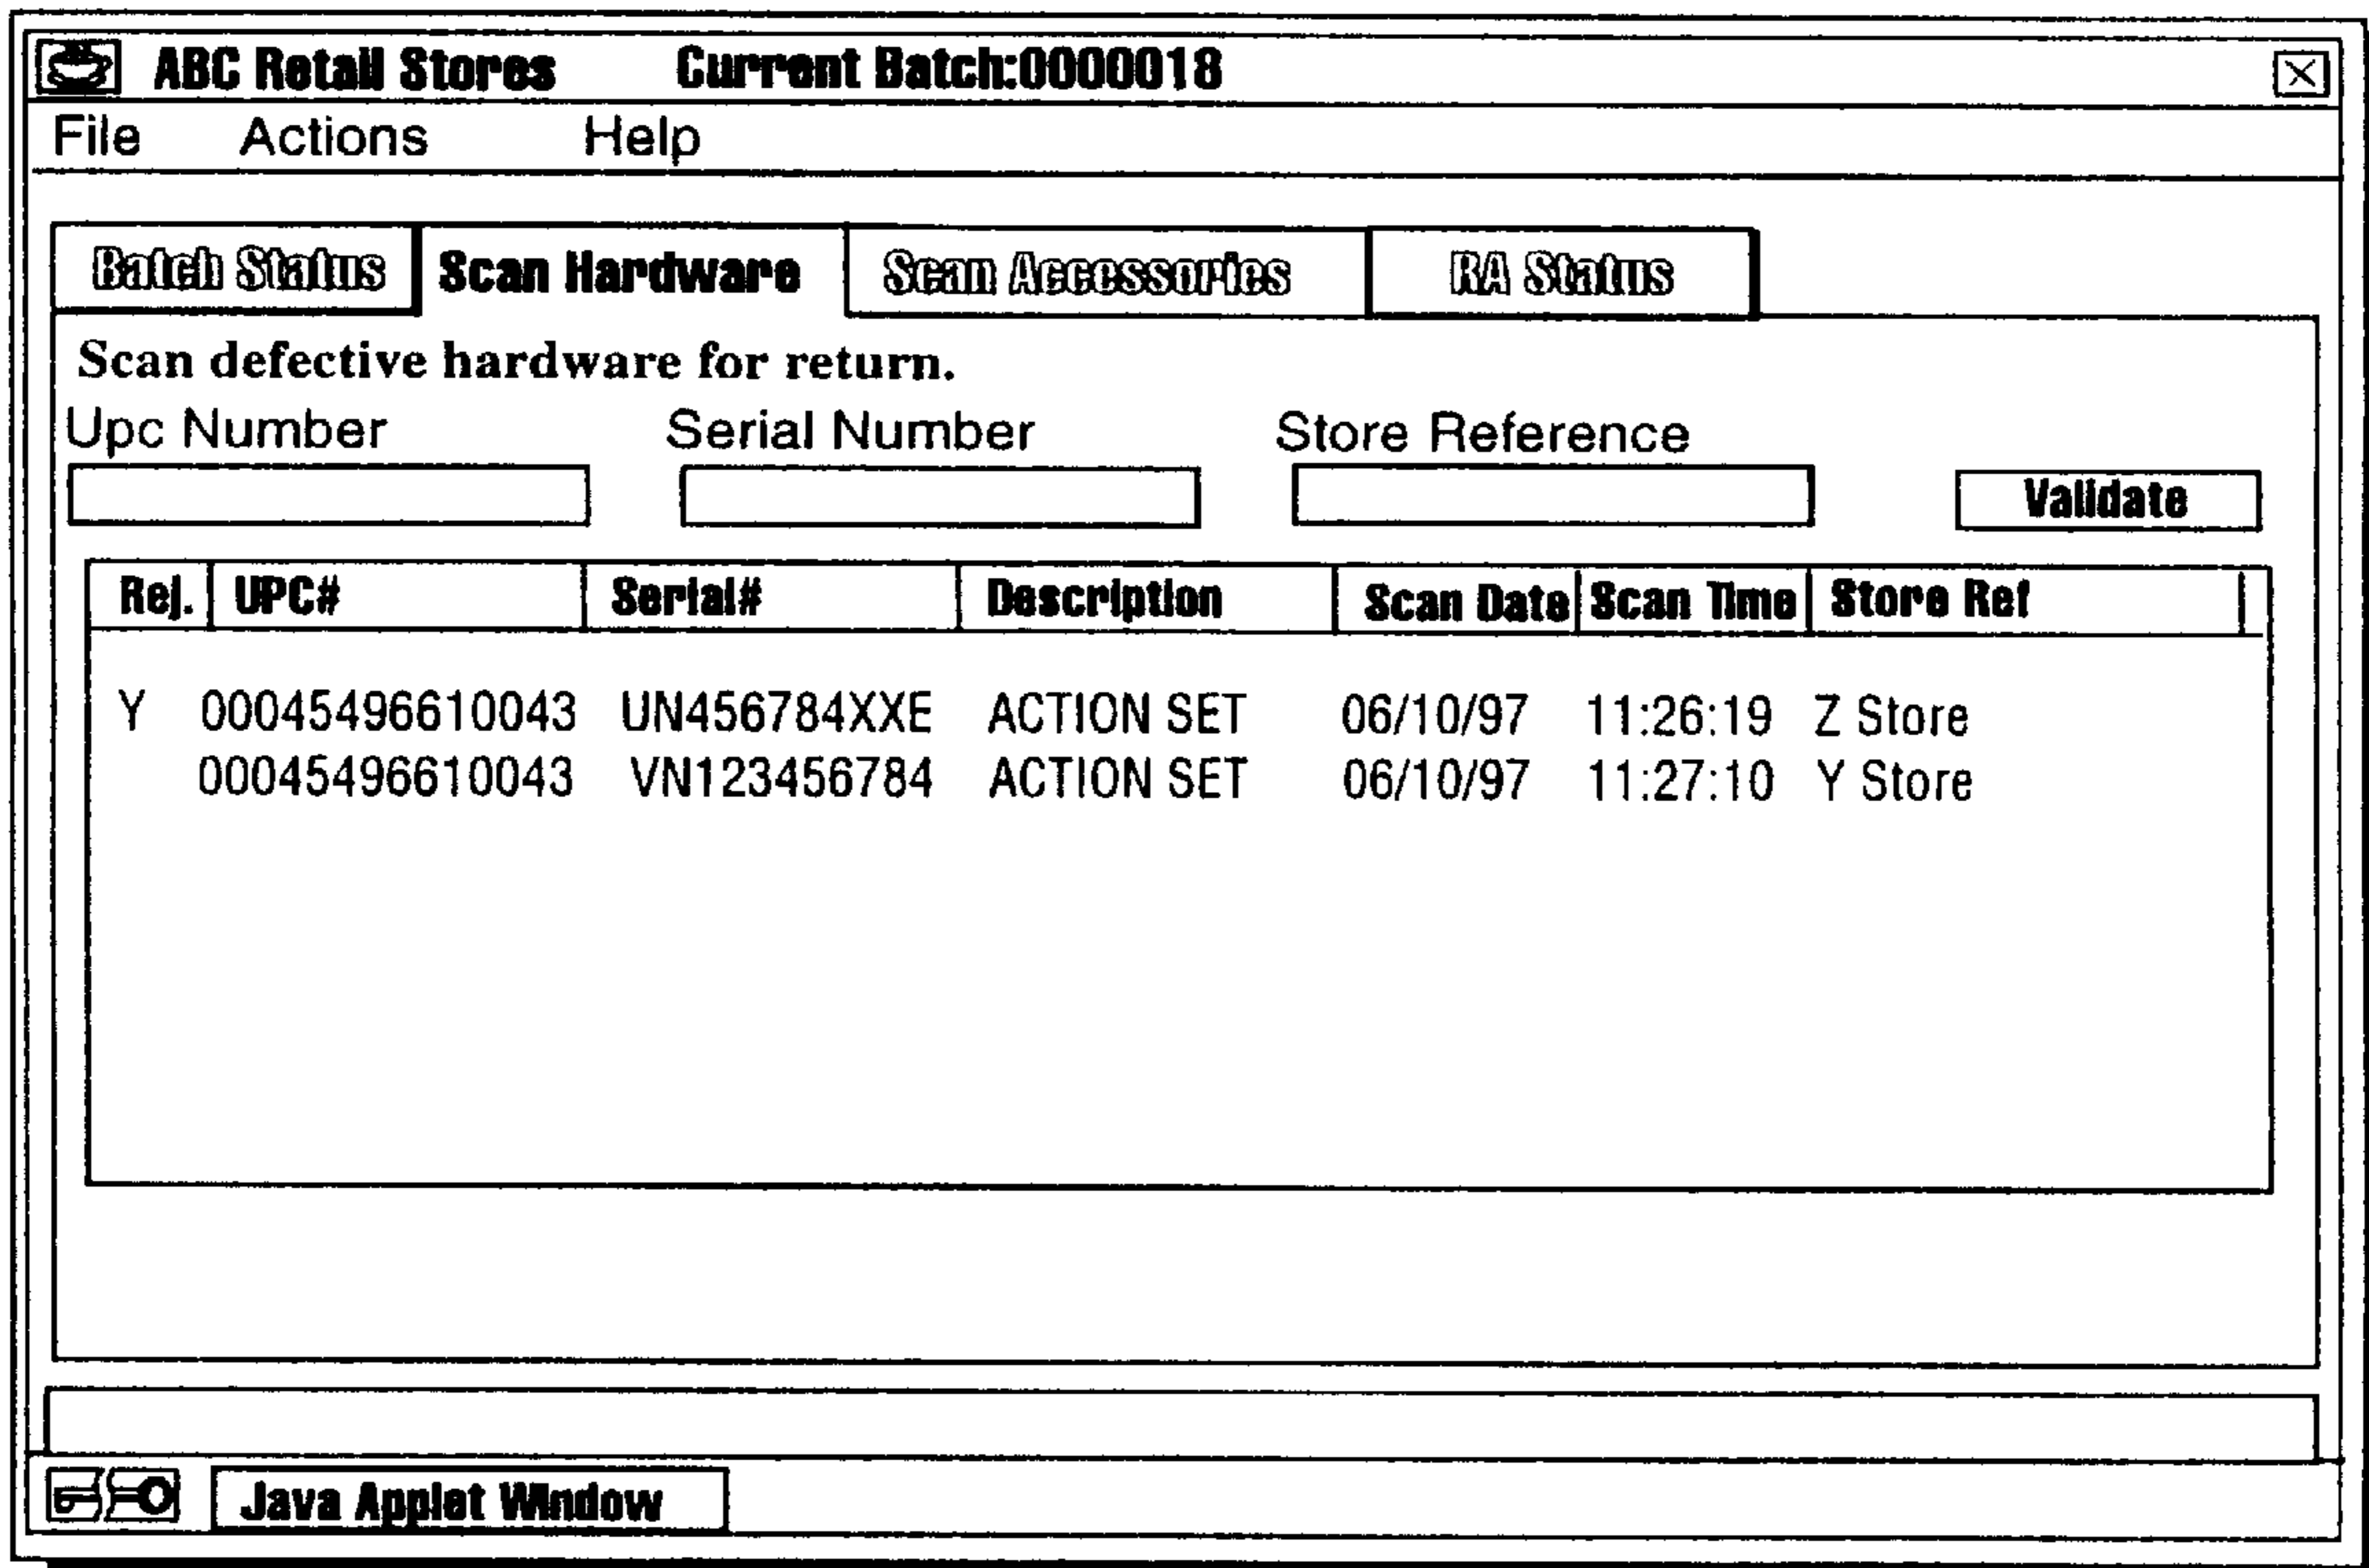 ABC Retail Stores Current Batch:0000018
File Actions Help
Batch Status Scan Hardware Scan Accessories RA Status
Scan defective hardware for return.
Upc Number Serial Number Store Reference
Validate
Rej. UPC# Serial# Description Scan Date Scan Time Store Ref
Y 00045496610043 UN456784XXE ACTION SET 06/10/97 11:26:19 Z Store
00045496610043 VN123456784 ACTION SET 06/10/97 11:27:10 Y Store
Java Applet Window